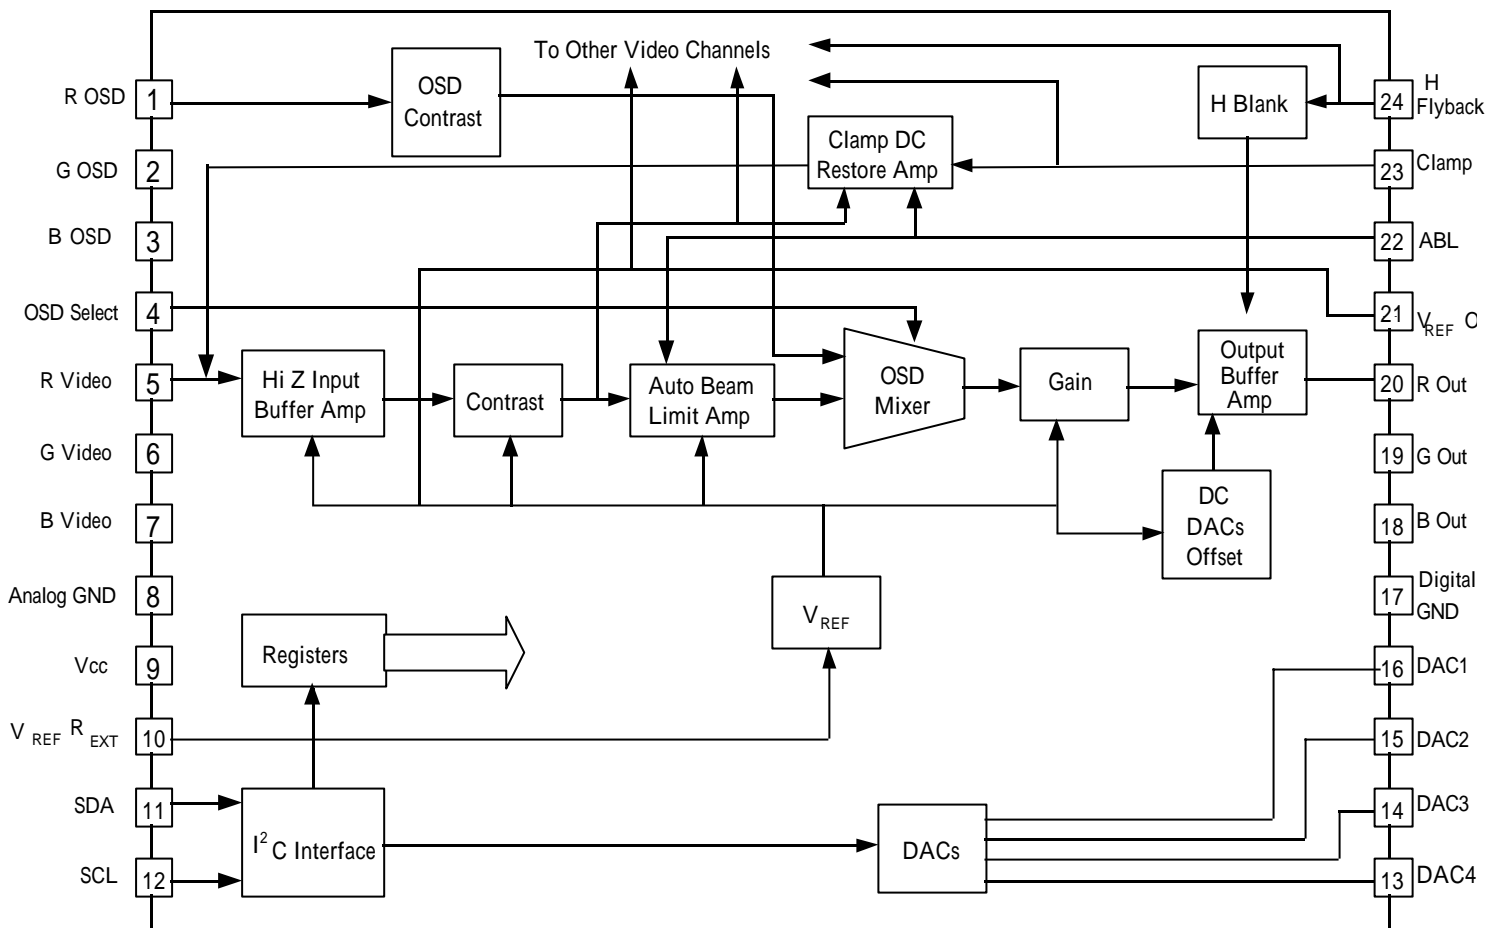 To Other Video Channels
R OSD
1
OSD
Contrast
H Blank
24
H
Flyback
G OSD
2
Clamp DC
Restore Amp
23
Clamp
B OSD
3
22
ABL
OSD Select
4
21
VREF O
R Video
5
Hi Z Input
Buffer Amp
Contrast
Auto Beam
Limit Amp
OSD
Mixer
Gain
Output
Buffer
Amp
20
R Out
G Video
6
19
G Out
B Video
7
DC
DACs
Offset
18
B Out
Analog GND
8
VREF
17
Digital
GND
Vcc
9
Registers
16
DAC1
V REF R EXT
10
15
DAC2
SDA
11
I2 C Interface
DACs
14
DAC3
SCL
12
13
DAC4